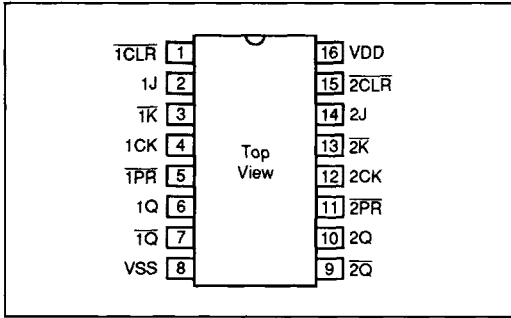 1CLR 1 16 VDD
1J 2 15 2CLR
1K 3 14 2J
1CK 4 13 2K
Top
View
1PR 5 12 2CK
1Q 6 11 2PR
1Q 7 10 2Q
VSS 8 9 2Q